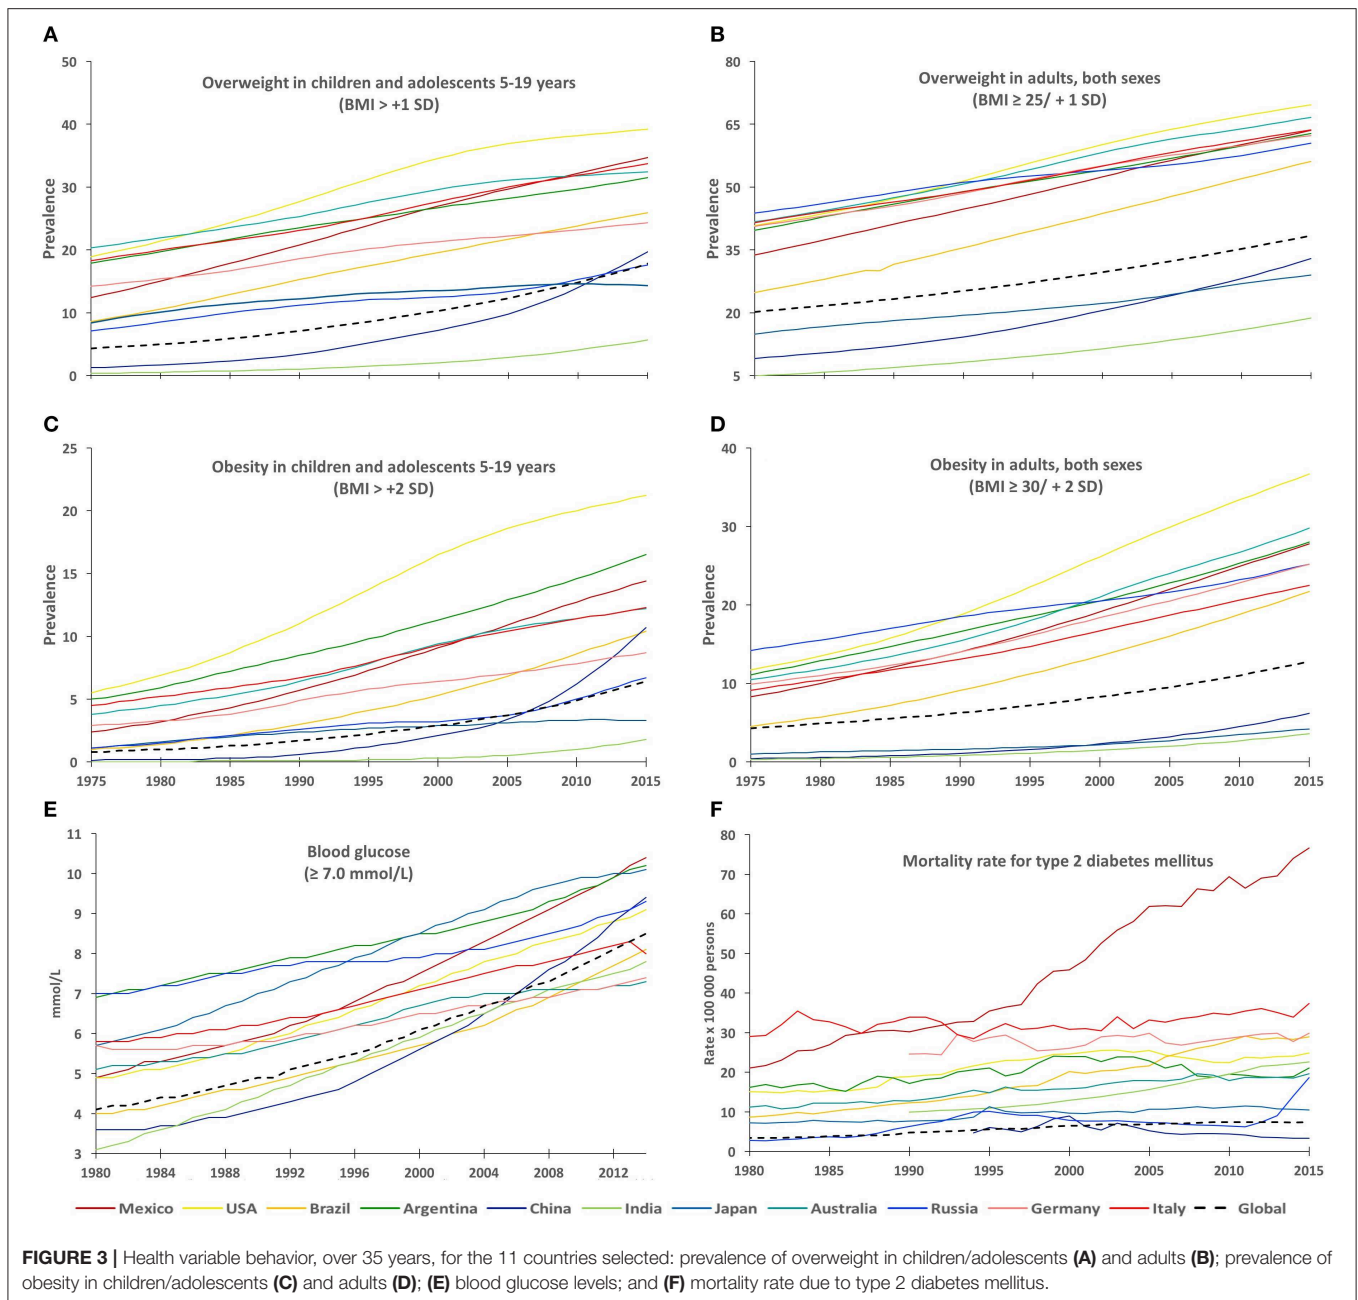 A
Overweight in children and adolescents 5-19 years
(BMI > +1 SD)
Prevalence
50
40
30
20
10
0
B
Overweight in adults, both sexes
(BMI ≥ 25/ + 1 SD)
Prevalence
80
65
50
35
20
5
C
Obesity in children and adolescents 5-19 years
(BMI > +2 SD)
Prevalence
25
20
15
10
5
0
1975 1980 1985 1990 1995 2000 2005 2010 2015
D
Obesity in adults, both sexes
(BMI ≥ 30/ + 2 SD)
Prevalence
40
30
20
10
0
1975 1980 1985 1990 1995 2000 2005 2010 2015
E
Blood glucose
(≥ 7.0 mmol/L)
mmol/L
11
10
9
8
7
6
5
4
3
1980 1984 1988 1992 1996 2000 2004 2008 2012
F
Mortality rate for type 2 diabetes mellitus
Rate x 100 000 persons
80
70
60
50
40
30
20
10
0
1980 1985 1990 1995 2000 2005 2010 2015
Mexico USA Brazil Argentina China India Japan Australia Russia Germany Italy Global
FIGURE 3 | Health variable behavior, over 35 years, for the 11 countries selected: prevalence of overweight in children/adolescents (A) and adults (B); prevalence of
obesity in children/adolescents (C) and adults (D); (E) blood glucose levels; and (F) mortality rate due to type 2 diabetes mellitus.